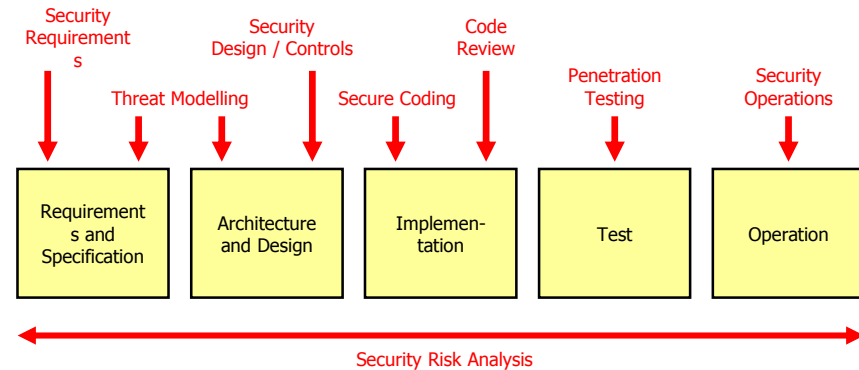 Security
Requirement
s
Security
Design / Controls
Code
Review
Threat Modelling
Secure Coding
Penetration
Testing
Security
Operations
Requirement
s and
Specification
Architecture
and Design
Implemen-
tation
Test
Operation
Security Risk Analysis